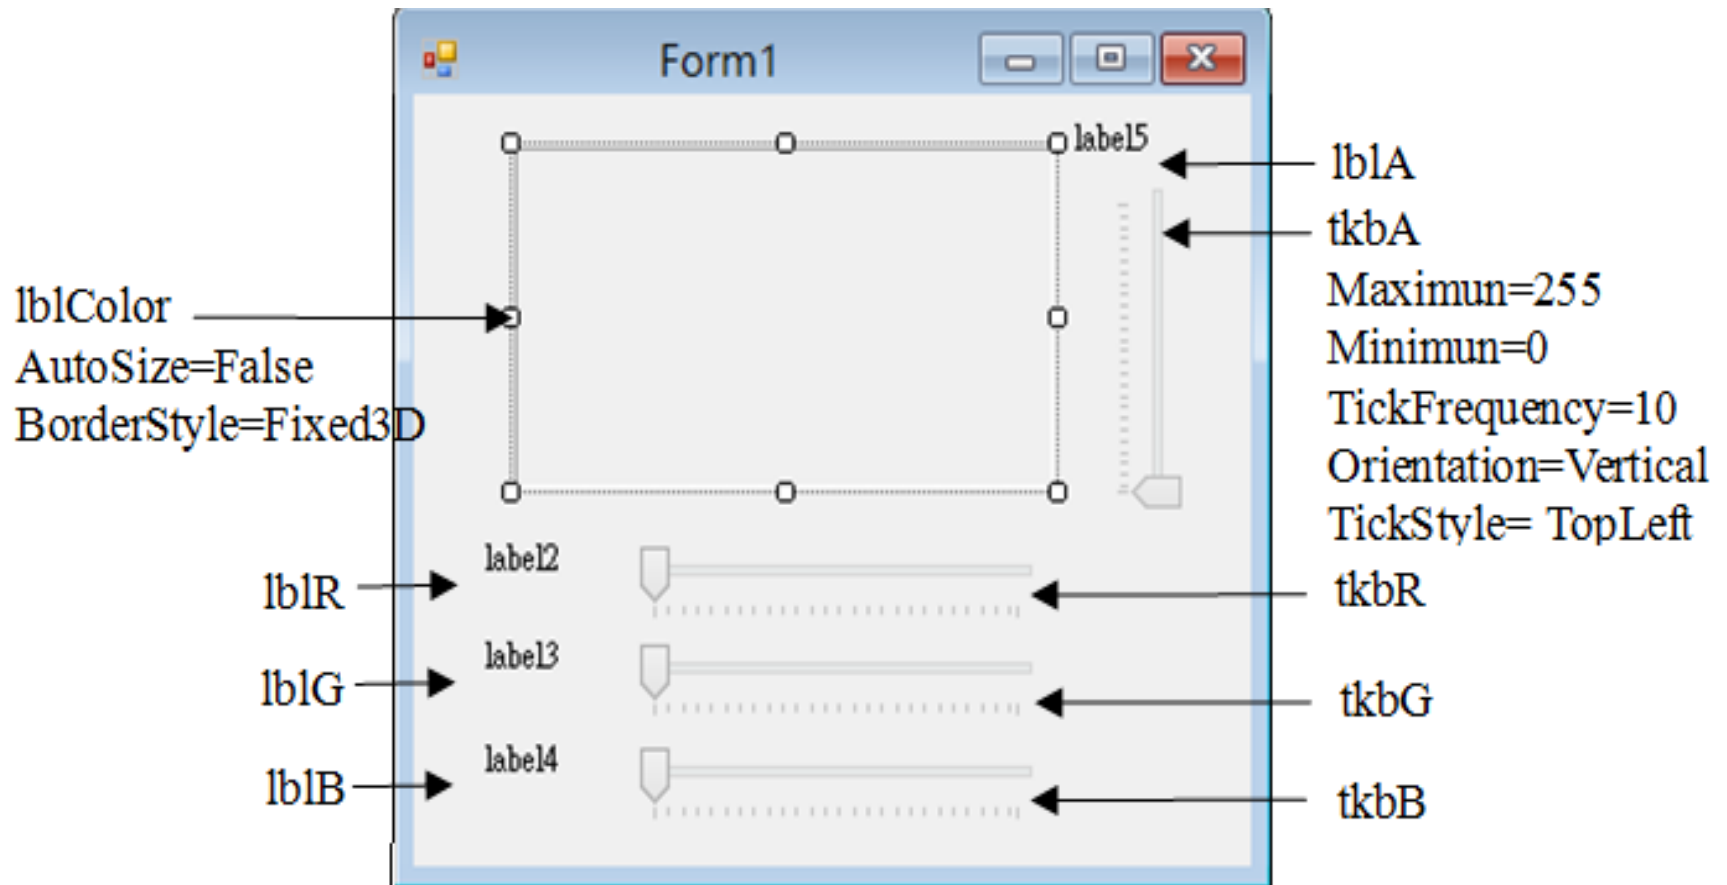 Form1
label5
lblA
tkbA
Maximun=255
Minimun=0
TickFrequency=10
Orientation=Vertical
TickStyle= TopLeft
lblColor
AutoSize=False
BorderStyle=Fixed3D
label2
lblR
tkbR
label3
lblG
tkbG
label4
lblB
tkbB